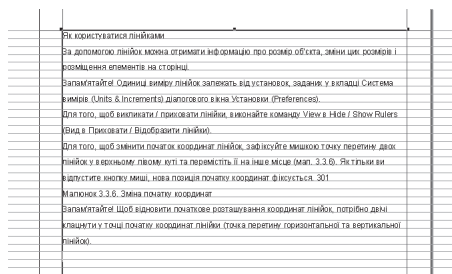 Як користуватися лінійками
За допомогою лінійок можна отримати інформацію про розмір об'єкта, зміни цих розмірів і
розміщення елементів на сторінці.
Запам'ятайте! Одиниці виміру лінійок залежать від установок, заданих у вкладці Система
вимірів (Units & Increments) діалогового вікна Установки (Preferences).
Для того, щоб викликати / приховати лінійки, виконайте команду View в Hide / Show Rulers
(Вид в Приховати / Відобразити лінійки).
Для того, щоб змінити початок координат лінійок, зафіксуйте мишкою точку перетину двох
лінійок у верхньому лівому куті та перемістіть її на інше місце (мал. 3.3.6). Як тільки ви
відпустите кнопку миші, нова позиція початку координат фіксується. 301
Малюнок 3.3.6. Зміна початку координат
Запам'ятайте! Щоб відновити початкове розташування координат лінійок, потрібно двічі
клацнути у точці початку координат лінійки (точка перетину горизонтальної та вертикальної
лінійок).